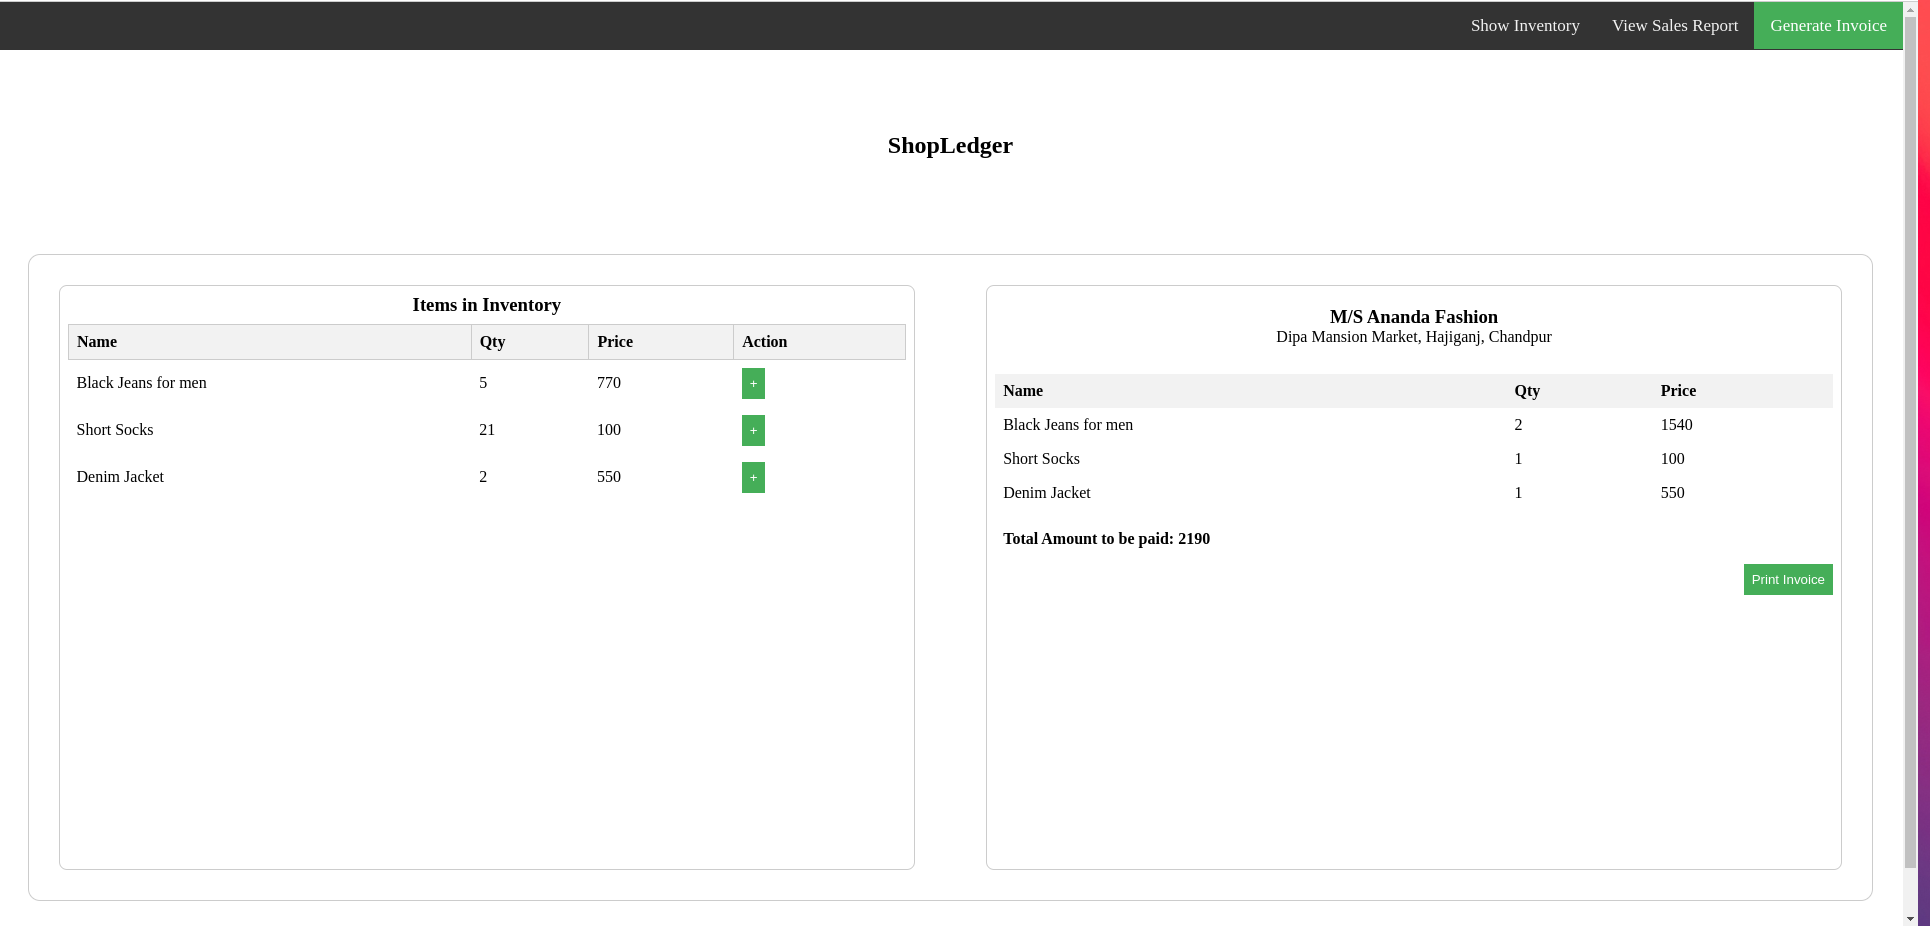 Show Inventory View Sales Report Generate Invoice
ShopLedger
Items in Inventory
Name Qty Price Action
Black Jeans for men 5 770 +
Short Socks 21 100 +
Denim Jacket 2 550 +
M/S Ananda Fashion
Dipa Mansion Market, Hajiganj, Chandpur
Name Qty Price
Black Jeans for men 2 1540
Short Socks 1 100
Denim Jacket 1 550
Total Amount to be paid: 2190
Print Invoice